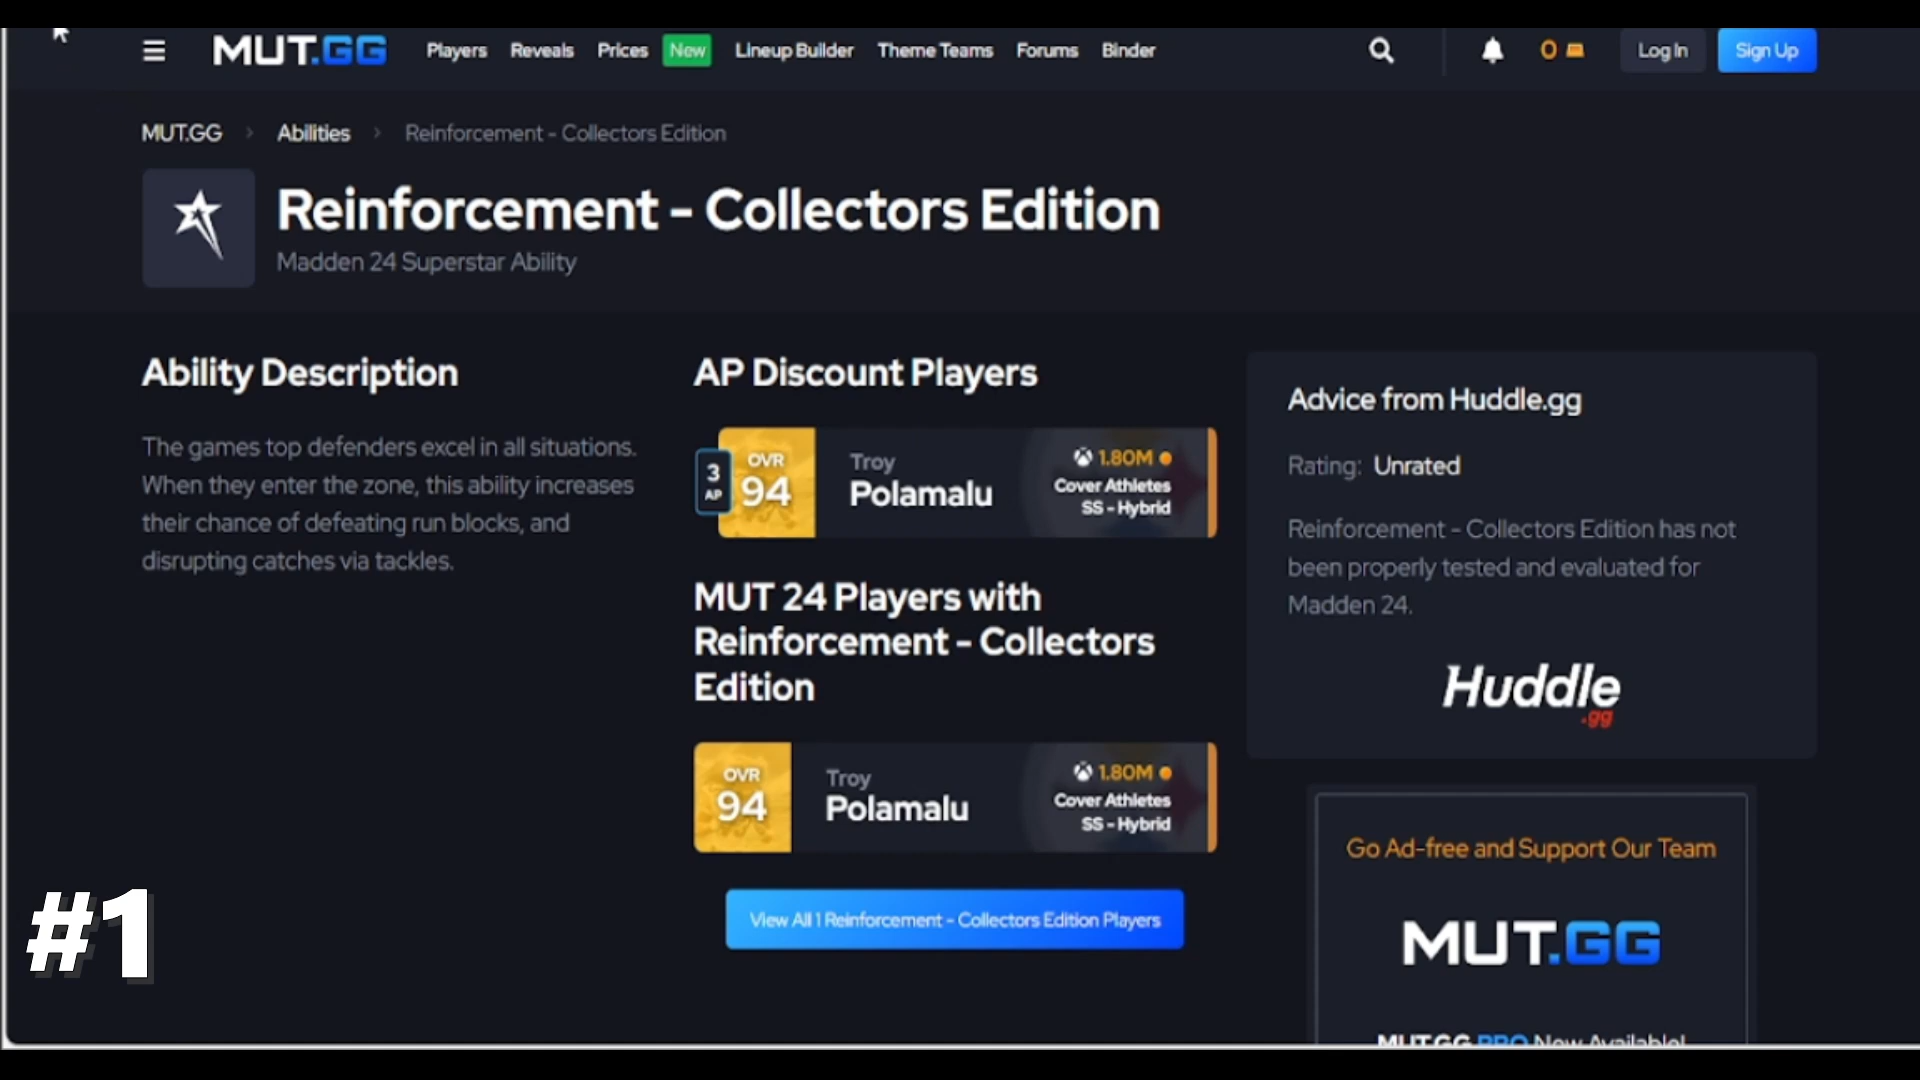 MUT.GG Players Reveals Prices New Lineup Builder Theme Teams Forums Binder 0 Log In Sign Up
MUT.GG > Abilities > Reinforcement - Collectors Edition
Reinforcement - Collectors Edition
Madden 24 Superstar Ability
Ability Description
The games top defenders excel in all situations.
When they enter the zone, this ability increases
their chance of defeating run blocks, and
disrupting catches via tackles.
AP Discount Players
3
AP
OVR
94
Troy
Polamalu
1.80M
Cover Athletes
SS - Hybrid
MUT 24 Players with
Reinforcement - Collectors
Edition
OVR
94
Troy
Polamalu
1.80M
Cover Athletes
SS - Hybrid
View All 1 Reinforcement - Collectors Edition Players
Advice from Huddle.gg
Rating: Unrated
Reinforcement - Collectors Edition has not
been properly tested and evaluated for
Madden 24.
Huddle
.gg
Go Ad-free and Support Our Team
MUT.GG
MUT.GG PRO Now Available!
#1